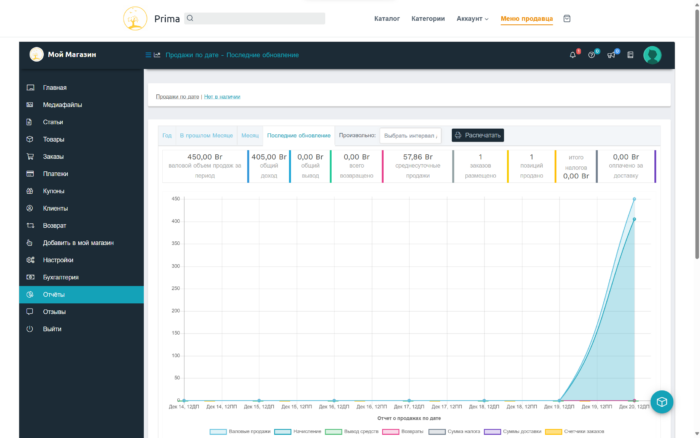 Prima
Каталог
Категории
Аккаунт
Меню продавца
Мой Магазин
Продажи по дате - Последние обновление
Главная
Медиафайлы
Статьи
Товары
Заказы
Платежи
Купоны
Клиенты
Возврат
Добавить в мой магазин
Настройки
Бухгалтерия
Отчёты
Отзывы
Выйти
Продажи по дате | Нет в наличии
Год
В прошлом Месяце
Месяц
Последние обновление
Произвольно:
Выбрать интервал
Распечатать
450,00 Br
валовой объем продаж за
период
405,00 Br
общий
доход
0,00 Br
общий
вывод
0,00 Br
всего
возвращено
57,86 Br
среднесуточные
продажи
1
заказов
размещено
1
позиций
продано
итого
налогов
0,00 Br
0,00 Br
оплачено за
доставку
450
400
350
300
250
200
150
100
50
0
Дек 14, 12ДП Дек 14, 12ПП Дек 15, 12ДП Дек 15, 12ПП Дек 16, 12ДП Дек 16, 12ПП Дек 17, 12ДП Дек 17, 12ПП Дек 18, 12ДП Дек 18, 12ПП Дек 19, 12ДП Дек 19, 12ПП Дек 20, 12ДП
Отчет о продажах по дате
Валовые продажи Начисление Вывод средств Возвраты Сумма налога Суммы доставки Счетчики заказов